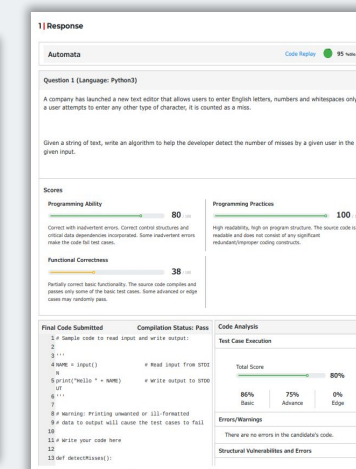 1 | Response
Automata
Code Replay
95
Question 1 (Language: Python3)
A company has launched a new text editor that allows users to enter English letters, numbers and whitespaces only
a user attempts to enter any other type of character, it is counted as a miss.
Given a string of text, write an algorithm to help the developer detect the number of misses by a given user in the
given input.
Scores
Programming Ability
80
Correct with inadvertent errors. Correct control structures and
critical data dependencies incorporated. Some inadvertent errors
make the code fail test cases.
Programming Practices
100
High readability, high on program structure. The source code is
readable and does not consist of any significant
redundant/improper coding constructs.
Functional Correctness
38
Partially correct basic functionality. The source code compiles and
passes only some of the basic test cases. Some advanced or edge
cases may randomly pass.
Final Code Submitted
Compilation Status: Pass
1 # Sample code to read input and write output:
2
3 '''
4 NAME = input() # Read input from STDI
N
5 print("Hello " + NAME) # Write output to STDO
UT
6 '''
7
8 # Warning: Printing unwanted or ill-formatted
9 # data to output will cause the test cases to fail
10
11 # Write your code here
12
13 def detectMisses():
Code Analysis
Test Case Execution
Total Score
80%
86% 75% 0%
Basic Advance Edge
Errors/Warnings
There are no errors in the candidate's code.
Structural Vulnerabilites and Errors